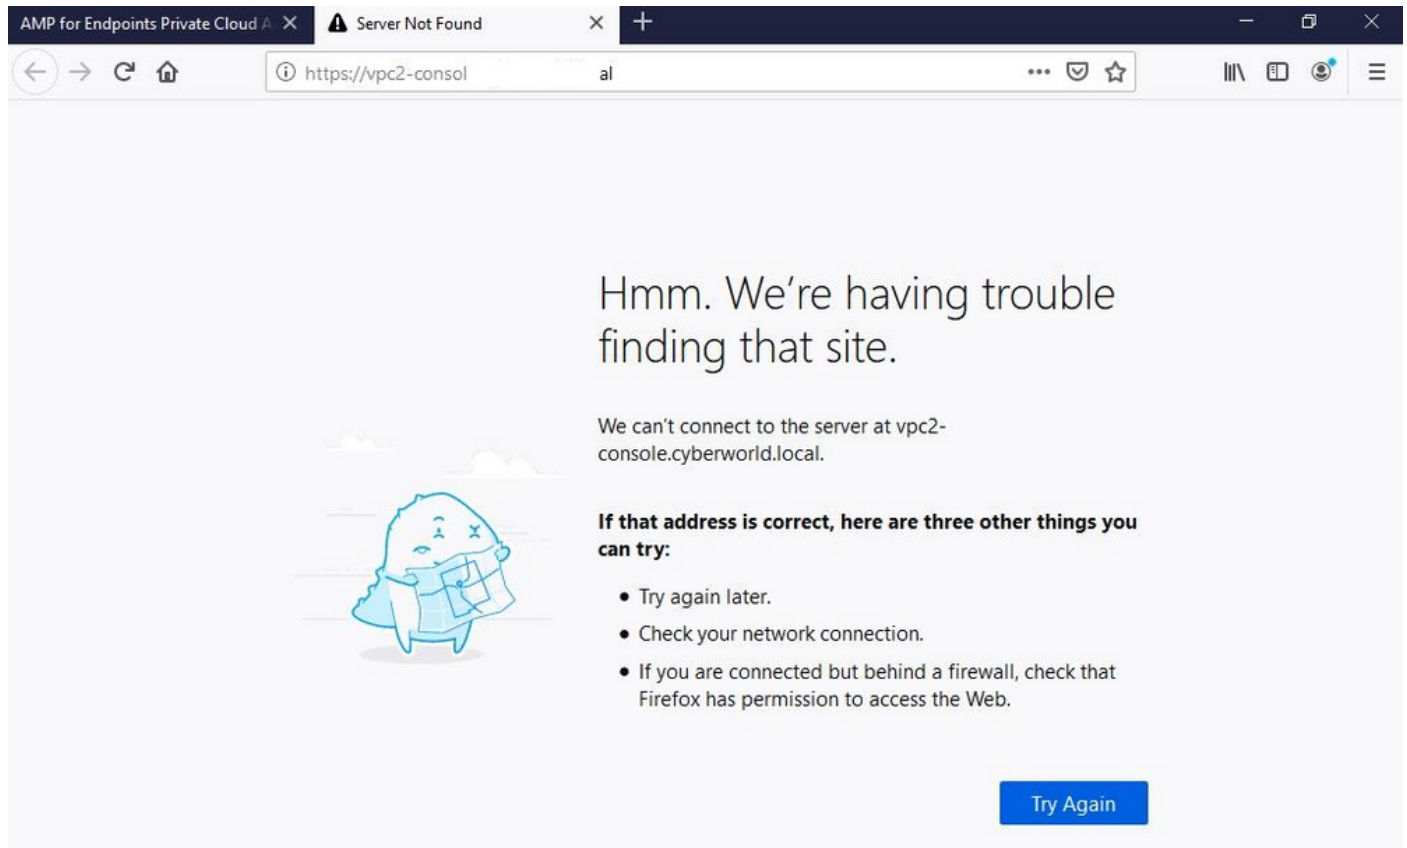 AMP for Endpoints Private Cloud A
Server Not Found
https://vpc2-consol al
Hmm. We're having trouble
finding that site.
We can't connect to the server at vpc2-
console.cyberworld.local.
If that address is correct, here are three other things you
can try:
Try again later.
Check your network connection.
If you are connected but behind a firewall, check that
Firefox has permission to access the Web.
Try Again